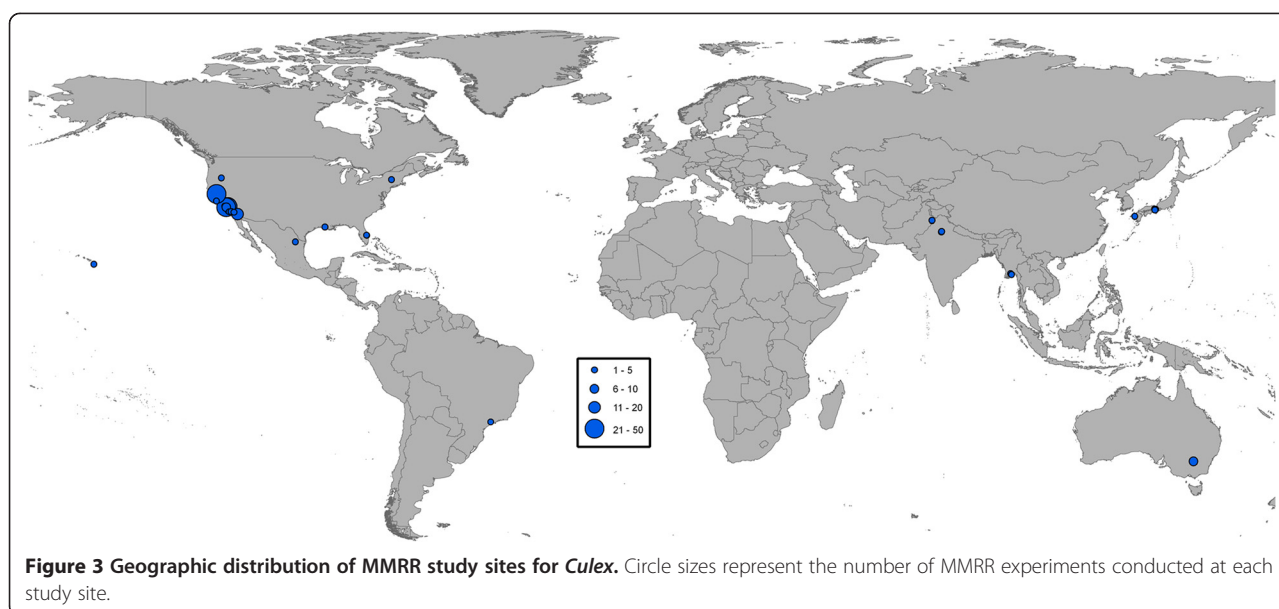 1 - 5
6 - 10
11 - 20
21 - 50
Figure 3 Geographic distribution of MMRR study sites for Culex. Circle sizes represent the number of MMRR experiments conducted at each
study site.